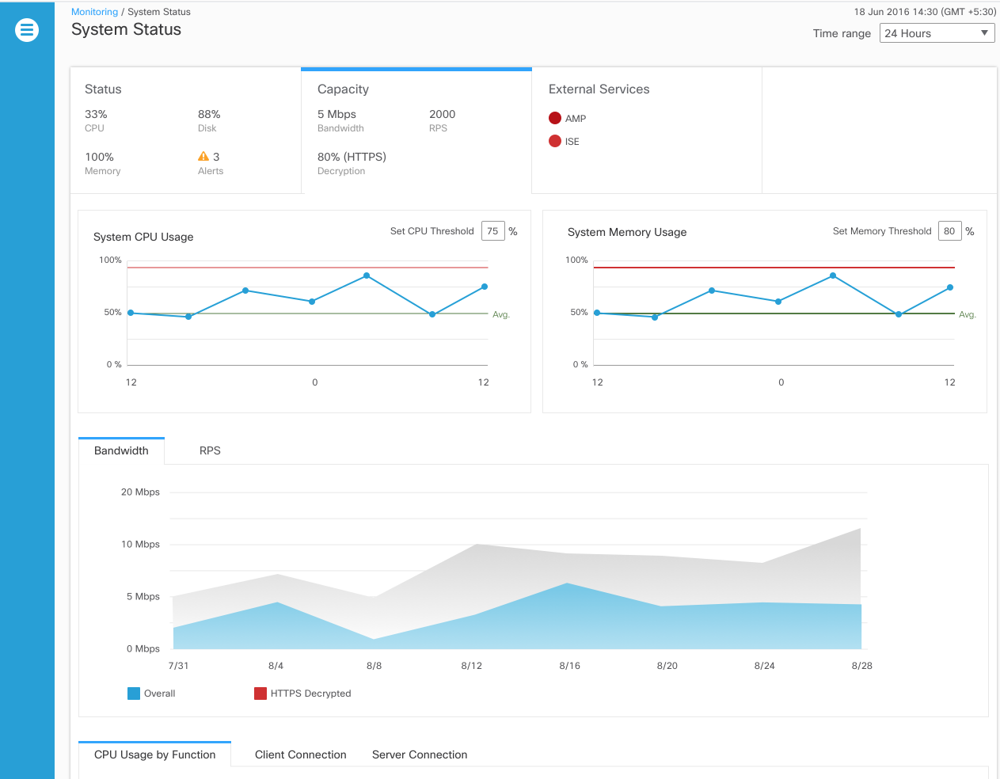 Monitoring / System Status
18 Jun 2016 14:30 (GMT +5:30)
System Status
Time range 24 Hours
Status
33%
CPU
88%
Disk
100%
Memory
3
Alerts
Capacity
5 Mbps
Bandwidth
2000
RPS
80% (HTTPS)
Decryption
External Services
AMP
ISE
System CPU Usage
Set CPU Threshold 75 %
100%
50%
0 %
Avg.
12 0 12
System Memory Usage
Set Memory Threshold 80 %
100%
50%
0 %
Avg.
12 0 12
Bandwidth RPS
20 Mbps
10 Mbps
5 Mbps
0 Mbps
7/31 8/4 8/8 8/12 8/16 8/20 8/24 8/28
Overall HTTPS Decrypted
CPU Usage by Function Client Connection Server Connection